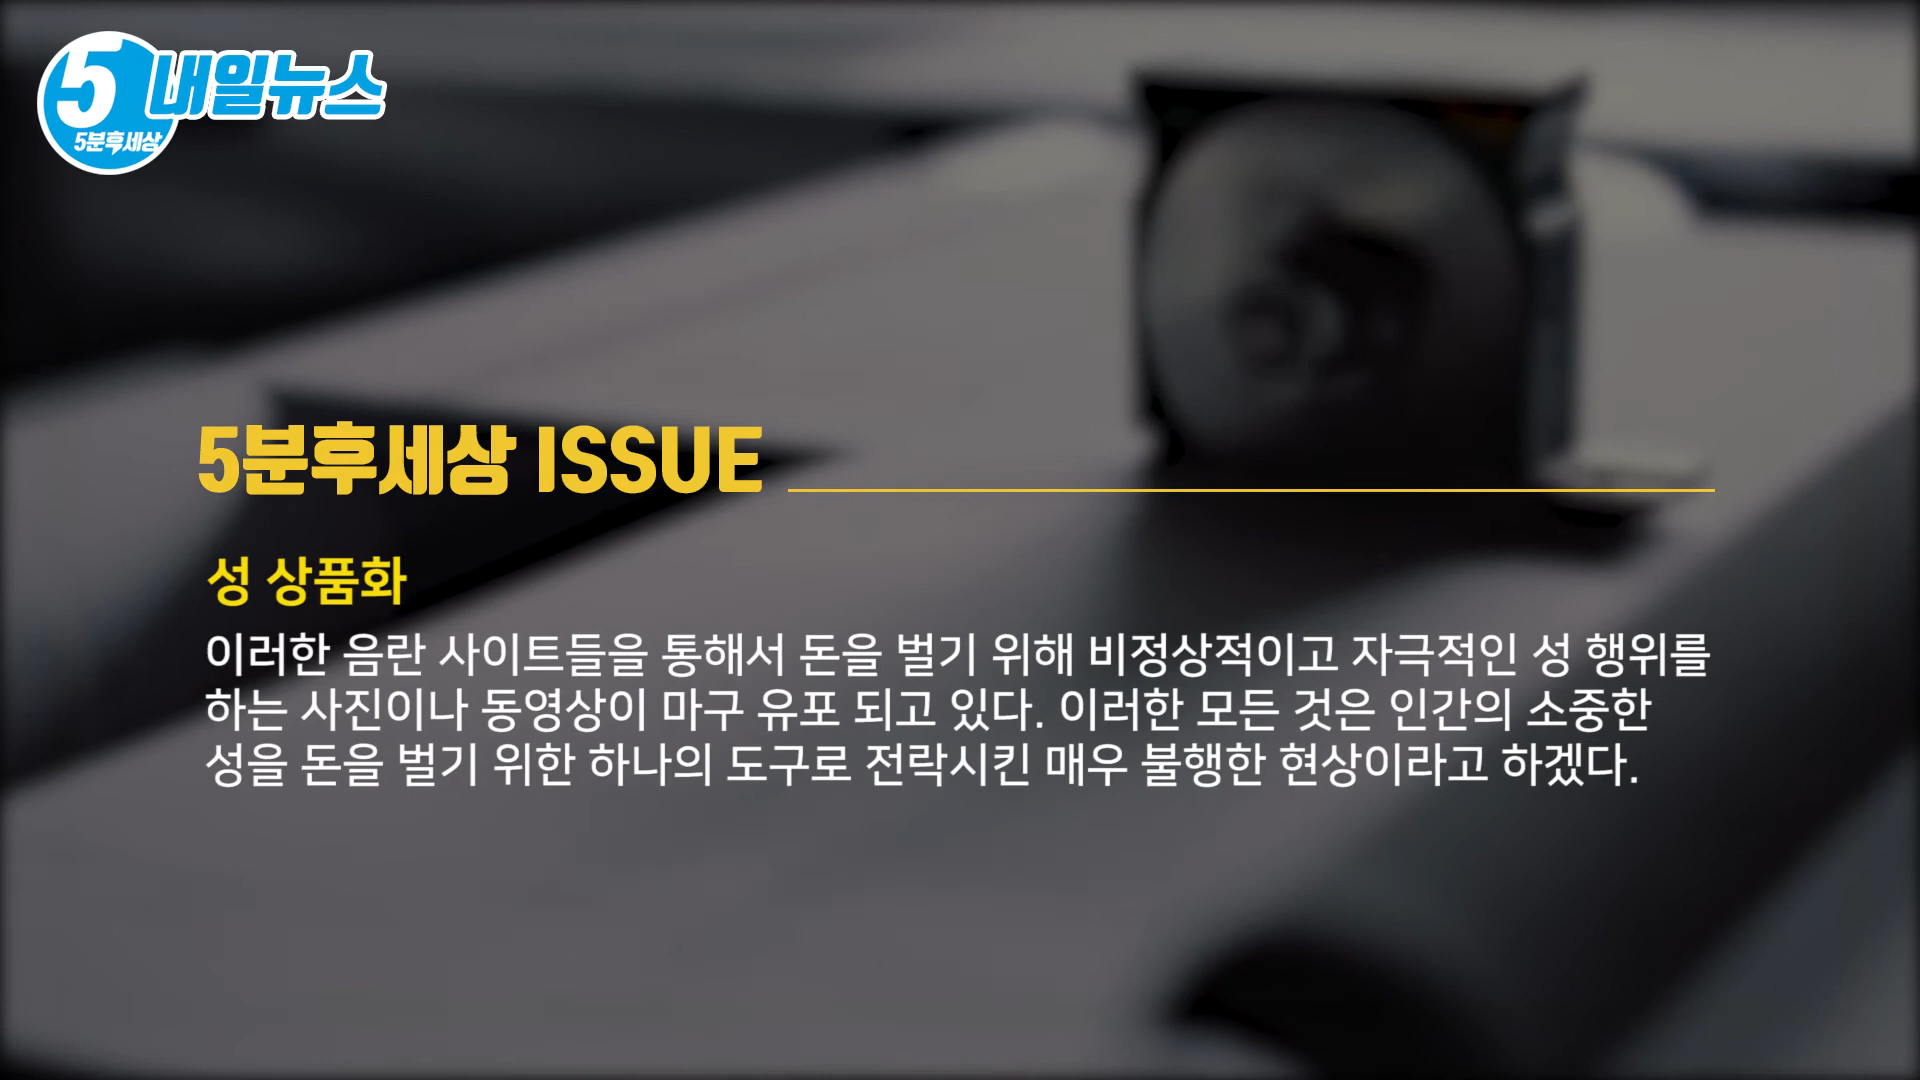 5 내일뉴스
5분후세상
5분후세상 ISSUE
성 상품화
이러한 음란 사이트들을 통해서 돈을 벌기 위해 비정상적이고 자극적인 성 행위를
하는 사진이나 동영상이 마구 유포 되고 있다. 이러한 모든 것은 인간의 소중한
성을 돈을 벌기 위한 하나의 도구로 전락시킨 매우 불행한 현상이라고 하겠다.